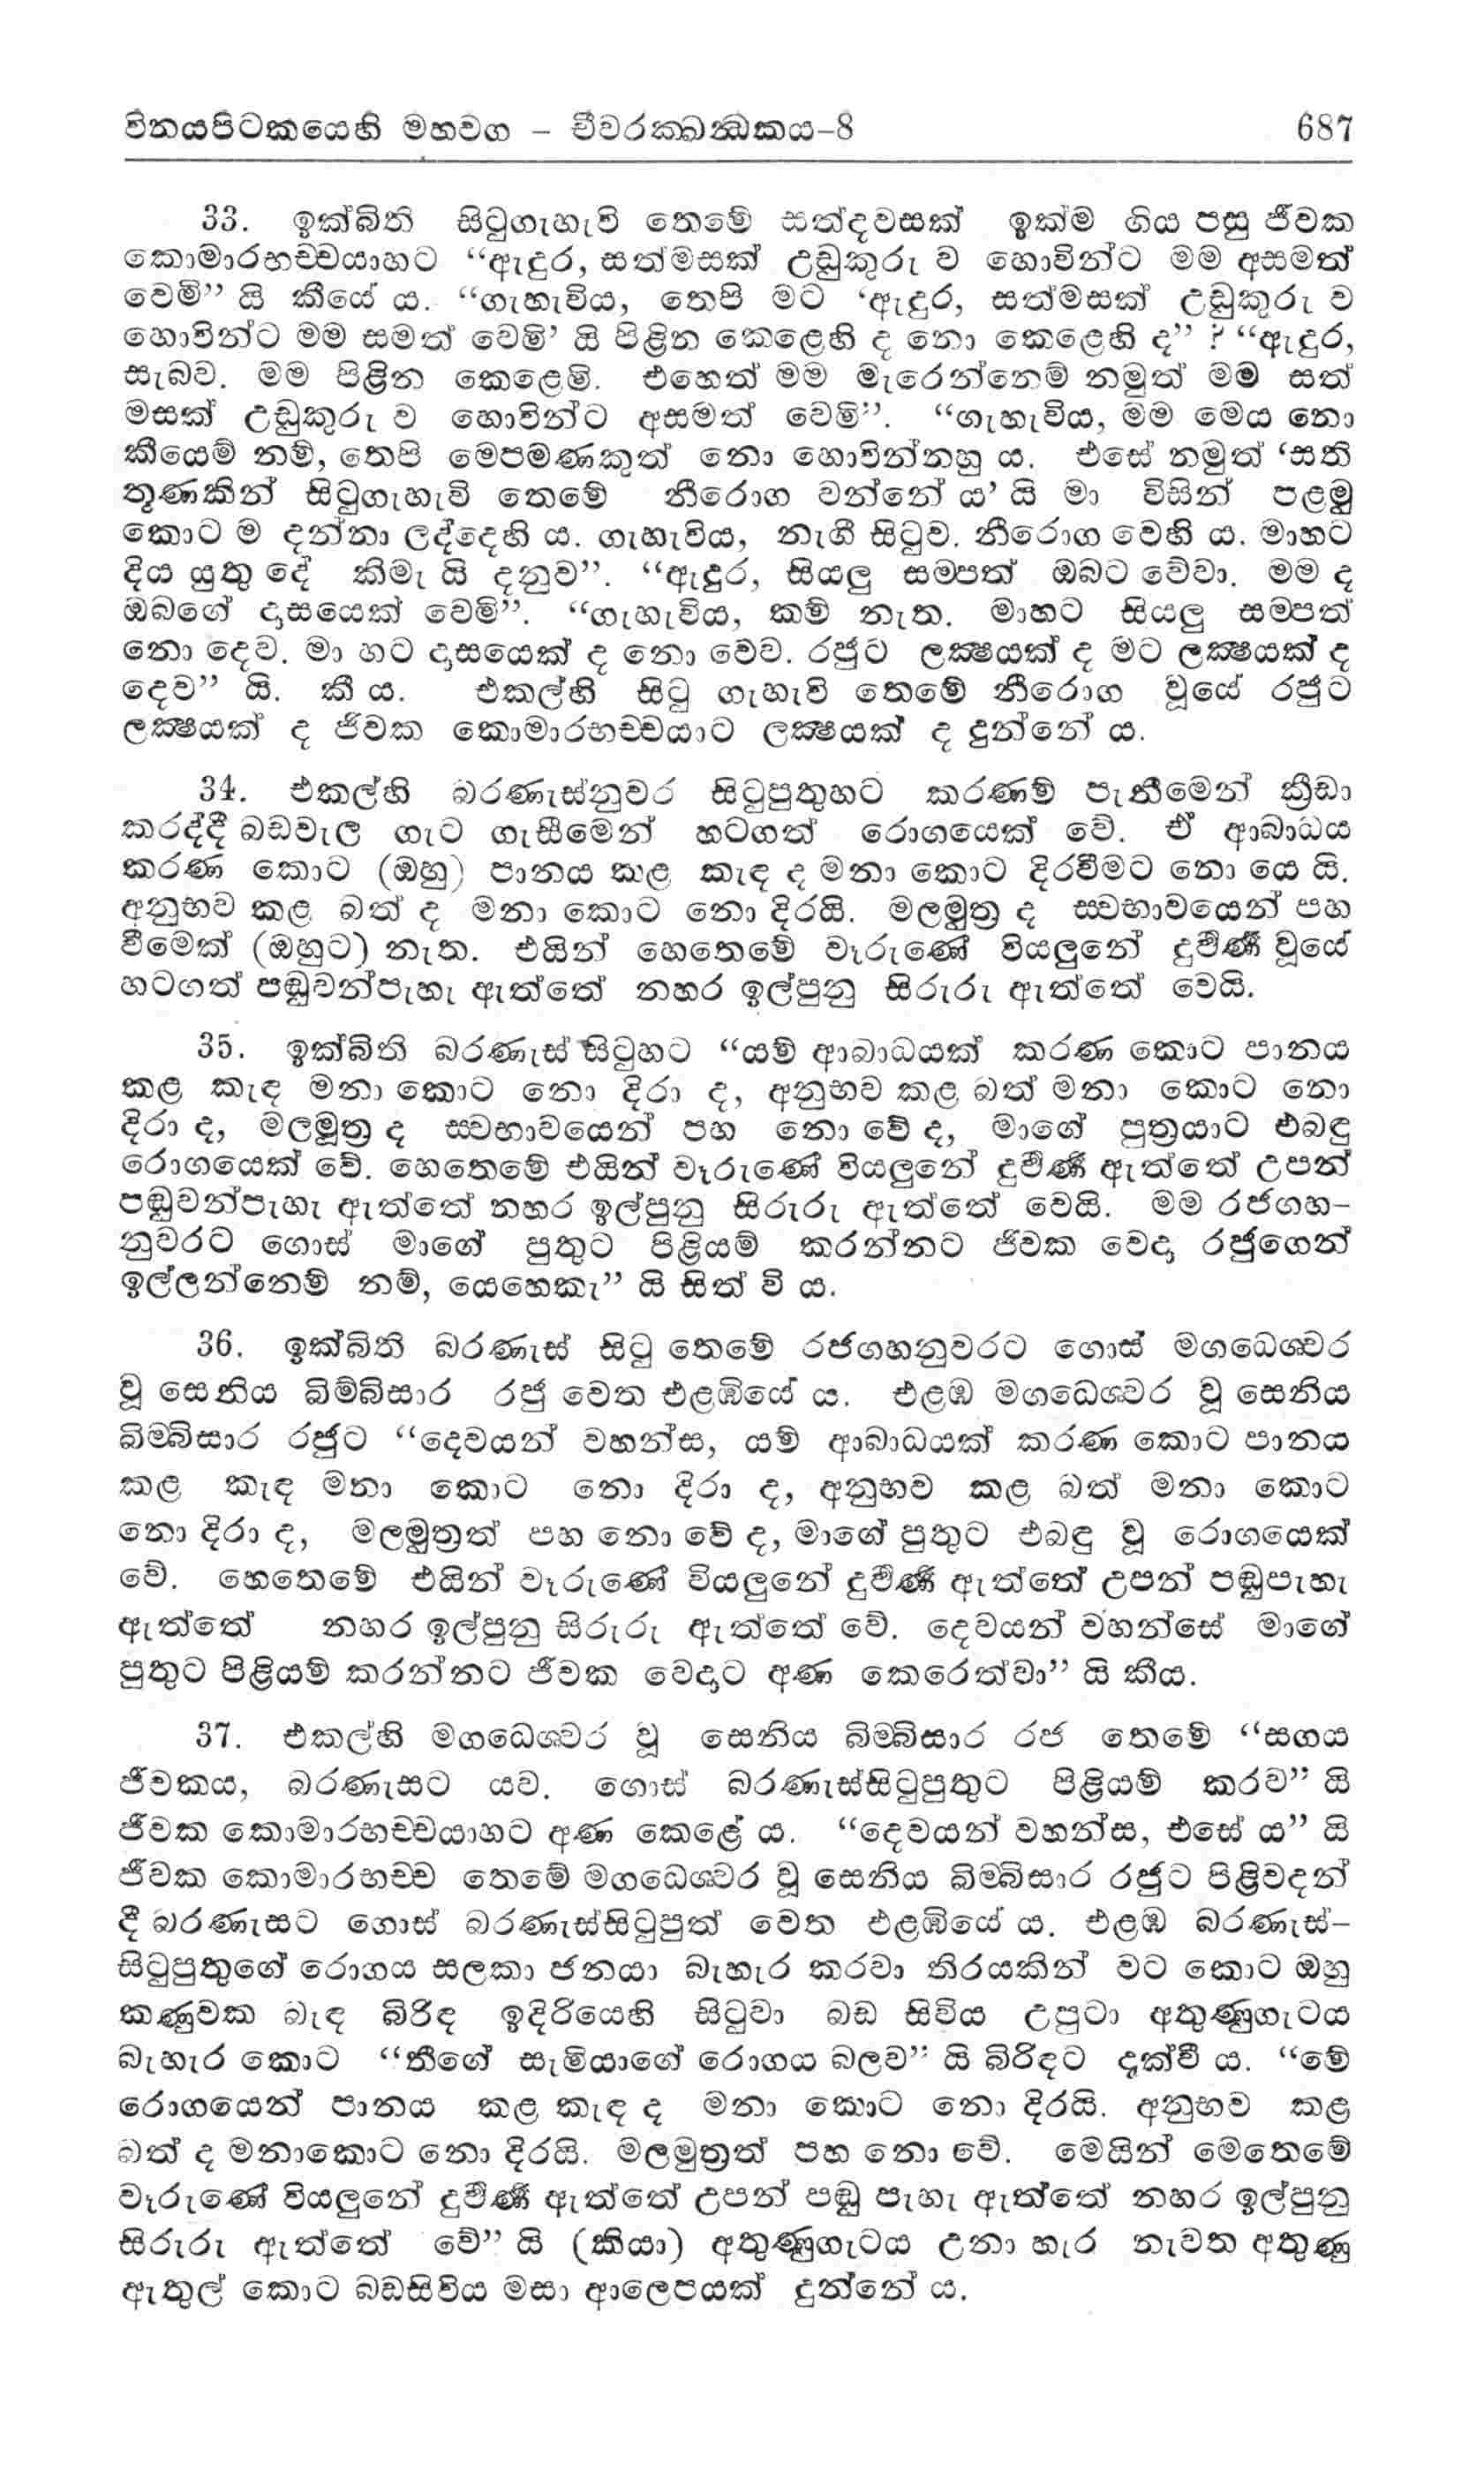 විනයපිටකයෙහි මහවග – චීවරක්ඛන්ධකය–8 687
33. ඉක්බිති සිටුගැහැවි තෙමේ සත්දවසක් ඉක්ම ගිය පසු ජීවක
කොමාරභච්චයාහට “ඇදුර, සත්මසක් උඩුකුරු ව හොවින්ට මම අසමත්
වෙමි” යි කීයේ ය. “ගැහැවිය, තෙපි මට ‘ඇදුර, සත්මසක් උඩුකුරු ව
හොවින්ට මම සමත් වෙමි’ යි පිළින කෙළෙහි ද නො කෙළෙහි ද” ? “ඇදුර,
සැබව. මම පිළින කෙළෙමි. එහෙත් මම මැරෙන්නෙමි නමුත් මම සත්
මසක් උඩුකුරු ව හොවින්ට අසමත් වෙමි”. “ගැහැවිය, මම මෙය නො
කීයෙම් නම්, තෙපි මෙපමණකුත් නො හොවින්නහු ය. එසේ නමුත් ‘සති
තුණකින් සිටුගැහැවි තෙමේ නීරොග වන්නේ ය’ යි මා විසින් පළමු
කොට ම දන්නා ලද්දෙහි ය. ගැහැවිය, නැගී සිටුව. නීරොග වෙහි ය. මාහට
දිය යුතු දේ කිමැ යි දනුව”. “ඇදුර, සියලු සම්පත් ඔබට වේවා. මම ද
ඔබගේ දාසයෙක් වෙමි”. “ගැහැවිය, කම් නැත. මාහට සියලු සම්පත්
නො දෙව. මා හට දාසයෙක් ද නො වෙව. රජුට ලක්‍ෂයක් ද මට ලක්‍ෂයක් ද
දෙව” යි. කී ය. එකල්හි සිටු ගැහැවි තෙමේ නීරොග වූයේ රජුට
ලක්‍ෂයක් ද ජීවක කොමාරභච්චයාට ලක්‍ෂයක් ද දුන්නේ ය.
34. එකල්හි බරණැස්නුවර සිටුපුතුහට කරණම් පැනීමෙන් ක්‍රීඩා
කරද්දී බඩවැල ගැට ගැසීමෙන් හටගත් රොගයෙක් වේ. ඒ ආබාධය
කරණ කොට (ඔහු) පානය කළ කැඳ ද මනා කොට දිරවීමට නො යෙ යි.
අනුභව කළ බත් ද මනා කොට නො දිරයි. මලමුත්‍ර ද ස්වභාවයෙන් පහ
වීමෙක් (ඔහුට) නැත. එයින් හෙතෙමේ වෑරුණේ වියලුනේ දුර්‍වර්‍ණ වූයේ
හටගත් පඬුවන්පැහැ ඇත්තේ නහර ඉල්පුනු සිරුරු ඇත්තේ වෙයි.
35. ඉක්බිති බරණැස් සිටුහට “යම් ආබාධයක් කරණ කොට පානය
කළ කැඳ මනා කොට නො දිරා ද, අනුභව කළ බත් මනා කොට නො
දිරා ද, මලමූත්‍ර ද ස්වභාවයෙන් පහ නො වේ ද, මාගේ පුත්‍රයාට එබඳු
රොගයෙක් වේ. හෙතෙමේ එයින් වෑරුණේ වියලුනේ දුර්‍වර්‍ණ ඇත්තේ උපන්
පඬුවන්පැහැ ඇත්තේ නහර ඉල්පුනු සිරුරු ඇත්තේ වෙයි. මම රජගහ–
නුවරට ගොස් මාගේ පුතුට පිළියම් කරන්නට ජීවක වෙදා රජුගෙන්
ඉල්ලන්නෙම් නම්, යෙහෙකැ” යි සිත් වි ය.
36. ඉක්බිති බරණැස් සිටු තෙමේ රජගහනුවරට ගොස් මගධෙශ්වර
වූ සෙනිය බිම්බිසාර රජු වෙත එළඹියේ ය. එළඹ මගධෙශ්වර වූ සෙනිය
බිම්බිසාර රජුට “දෙවයන් වහන්ස, යම් ආබාධයක් කරණ කොට පානය
කළ කැඳ මනා කොට නො දිරා ද, අනුභව කළ බත් මනා කොට
නො දිරා ද, මලමුත්‍රත් පහ නො වේ ද, මාගේ පුතුට එබඳු වූ රොගයෙක්
වේ. හෙතෙමේ එයින් වෑරුණේ වියලුනේ දුර්‍වර්‍ණ ඇත්තේ උපන් පඬුපැහැ
ඇත්තේ නහර ඉල්පුනු සිරුරු ඇත්තේ වේ. දෙවයන් වහන්සේ මාගේ
පුතුට පිළියම් කරන්නට ජීවක වෙදාට අණ කෙරෙත්වා” යි කීය.
37. එකල්හි මගධෙශ්වර වූ සෙනිය බිම්බිසාර රජ තෙමේ “සගය
ජීවකය, බරණැසට යව. ගොස් බරණැස්සිටුපුතුට පිළියම් කරව” යි
ජීවක කොමාරභච්චයාහට අණ කෙළේ ය. “දෙවයන් වහන්ස, එසේ ය” යි
ජීවක කොමාරභච්ච තෙමේ මගධෙශ්වර වූ සෙනිය බිම්බිසාර රජුට පිළිවදන්
දී බරණැසට ගොස් බරණැස්සිටුපුත් වෙත එළඹියේ ය. එළඹ බරණැස්–
සිටුපුතුගේ රොගය සලකා ජනයා බැහැර කරවා තිරයකින් වට කොට ඔහු
කණුවක බැඳ බිරිඳ ඉදිරියෙහි සිටුවා බඩ සිවිය උපුටා අතුණුගැටය
බැහැර කොට “තීගේ සැමියාගේ රොගය බලව” යි බිරිඳට දැක්වී ය. “මේ
රොගයෙන් පානය කළ කැඳ ද මනා කොට නො දිරයි. අනුභව කළ
බත් ද මනාකොට නො දිරයි. මලමුත්‍රත් පහ නො වේ. මෙයින් මෙතෙමේ
වෑරුණේ වියලුනේ දුර්‍වර්‍ණ ඇත්තේ උපන් පඬු පැහැ ඇත්තේ නහර ඉල්පුනු
සිරුරු ඇත්තේ වේ” යි (කියා) අතුණුගැටය උනා හැර නැවත අතුණු
ඇතුල් කොට බඩසිවිය මසා ආලෙපයක් දුන්නේ ය.